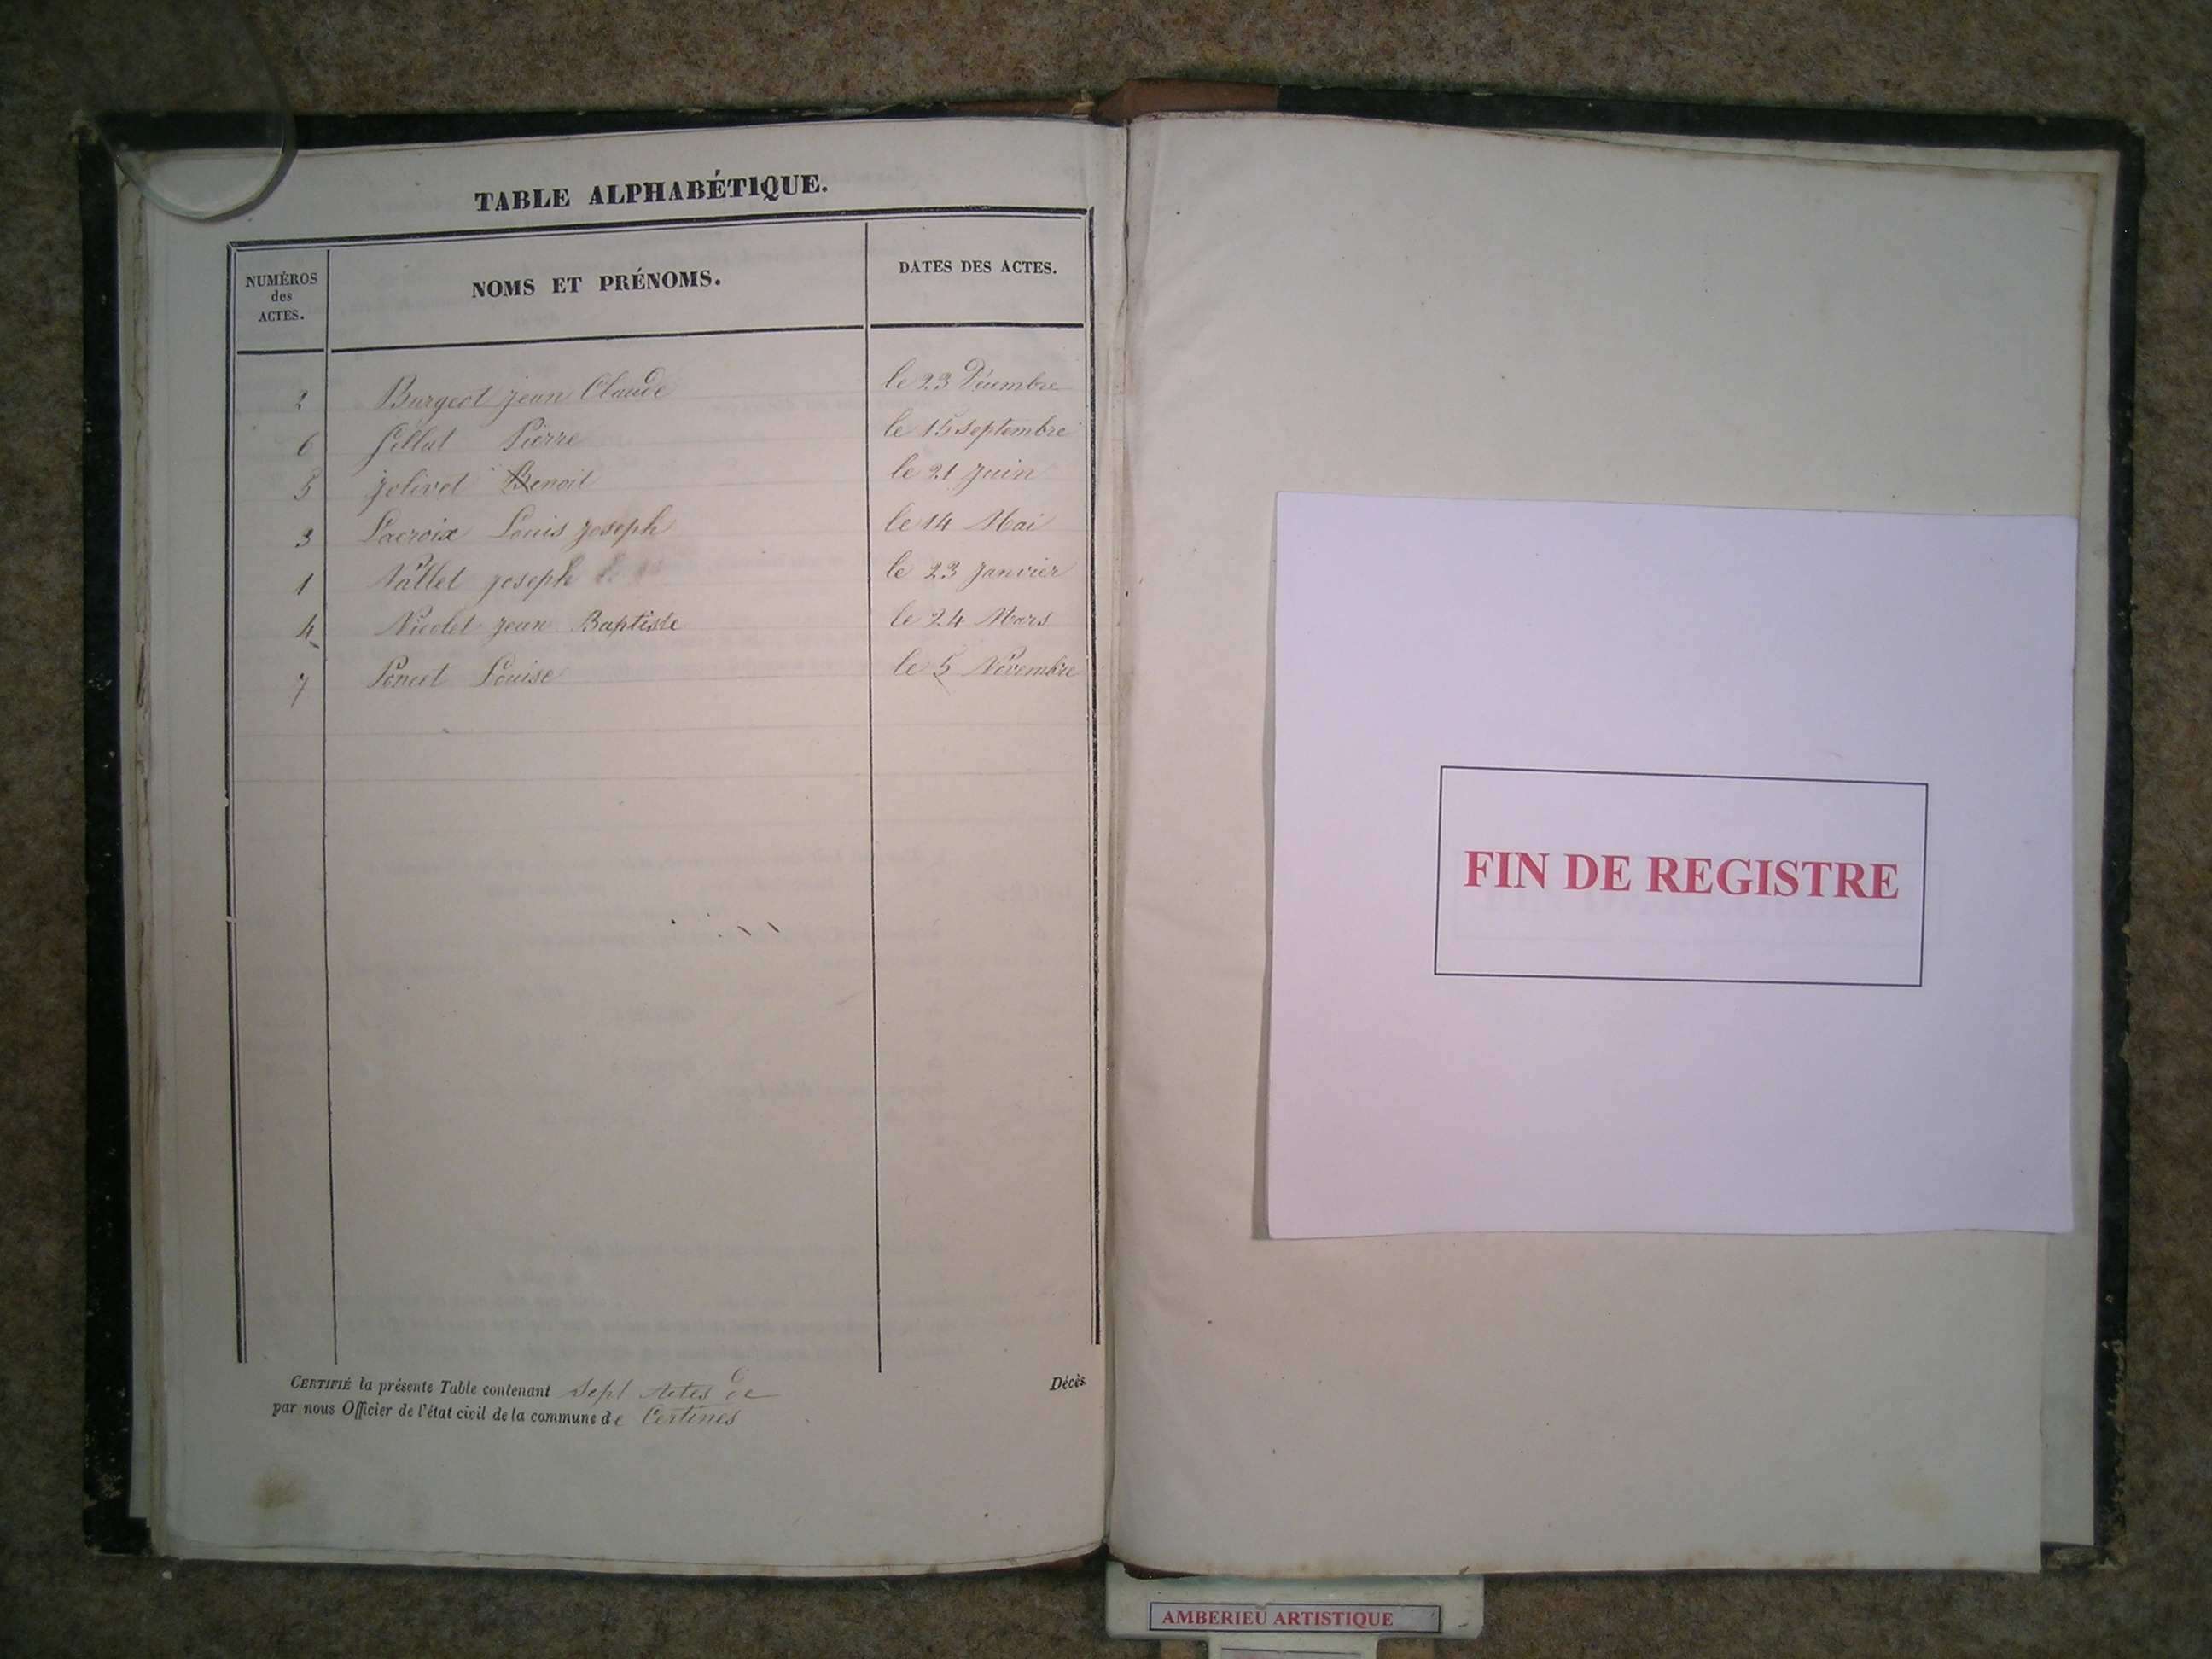 TABLE ALPHABÉTIQUE.
NUMÉROS
des
ACTES.
NOMS ET PRÉNOMS.
DATES DES ACTES.
2 Burgeot jean Claude le 23 Décembre
6 Pierre le 15 Septembre
5 Jolivet Benoit le 21 Juin
3 Lacroix Louis joseph le 14 Mai
1 Nallet joseph le 23 Janvier
4 Nicolet jean Baptiste le 24 Mars
7 Poncet Louise le 5 Novembre
CERTIFIÉ la présente Table contenant Sept Actes de Décès
par nous Officier de l'état civil de la commune de Certines
FIN DE REGISTRE
AMBERIEU ARTISTIQUE